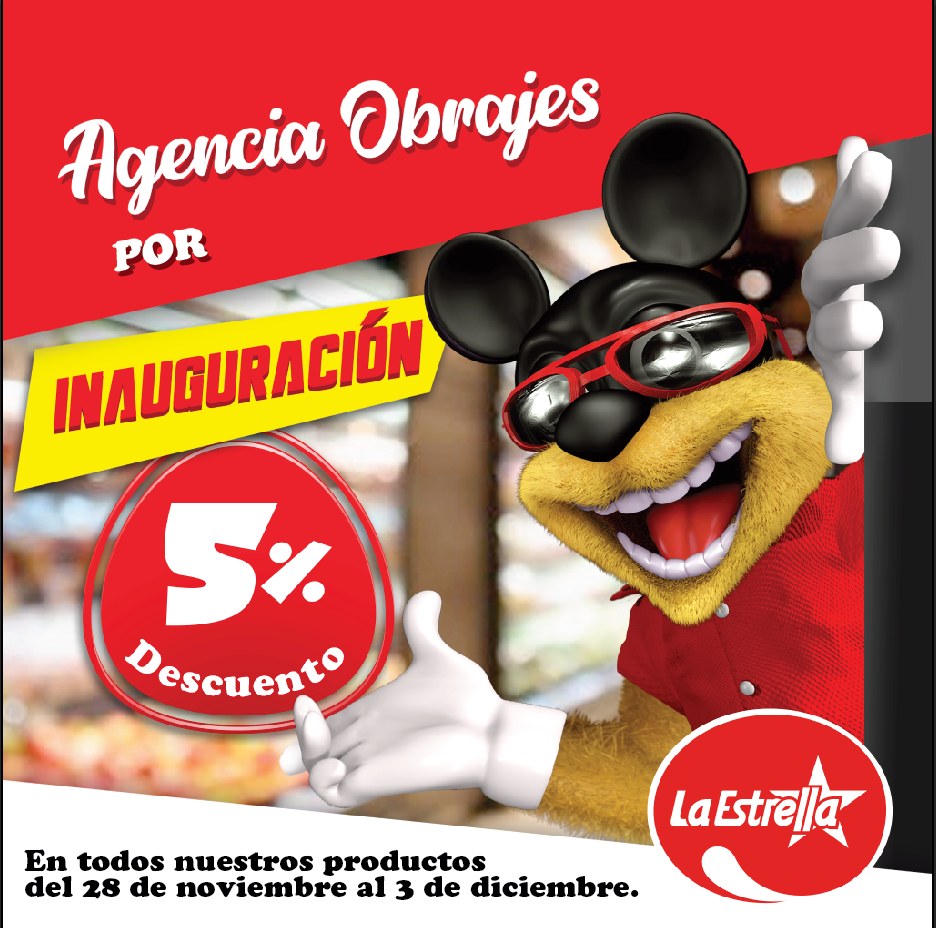 Agencia Obrajes
POR
INAUGURACIÓN
5%
Descuento
La Estrella
En todos nuestros productos
del 28 de noviembre al 3 de diciembre.